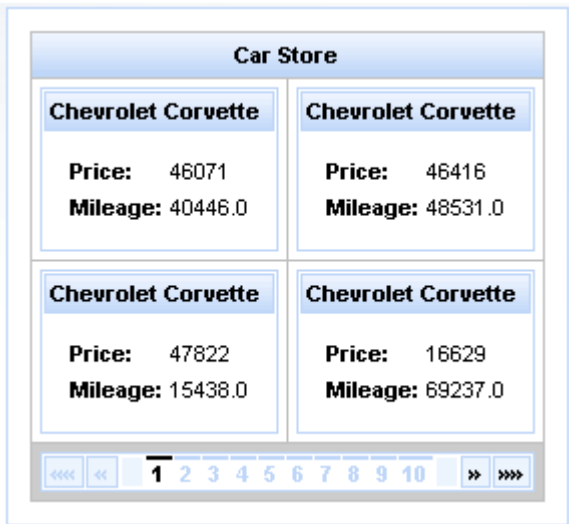 Car Store
Chevrolet Corvette Chevrolet Corvette
Price: 46071 Price: 46416
Mileage: 40446.0 Mileage: 48531.0
Chevrolet Corvette Chevrolet Corvette
Price: 47822 Price: 16629
Mileage: 15438.0 Mileage: 69237.0
«« « 1 2 3 4 5 6 7 8 9 10 » »»